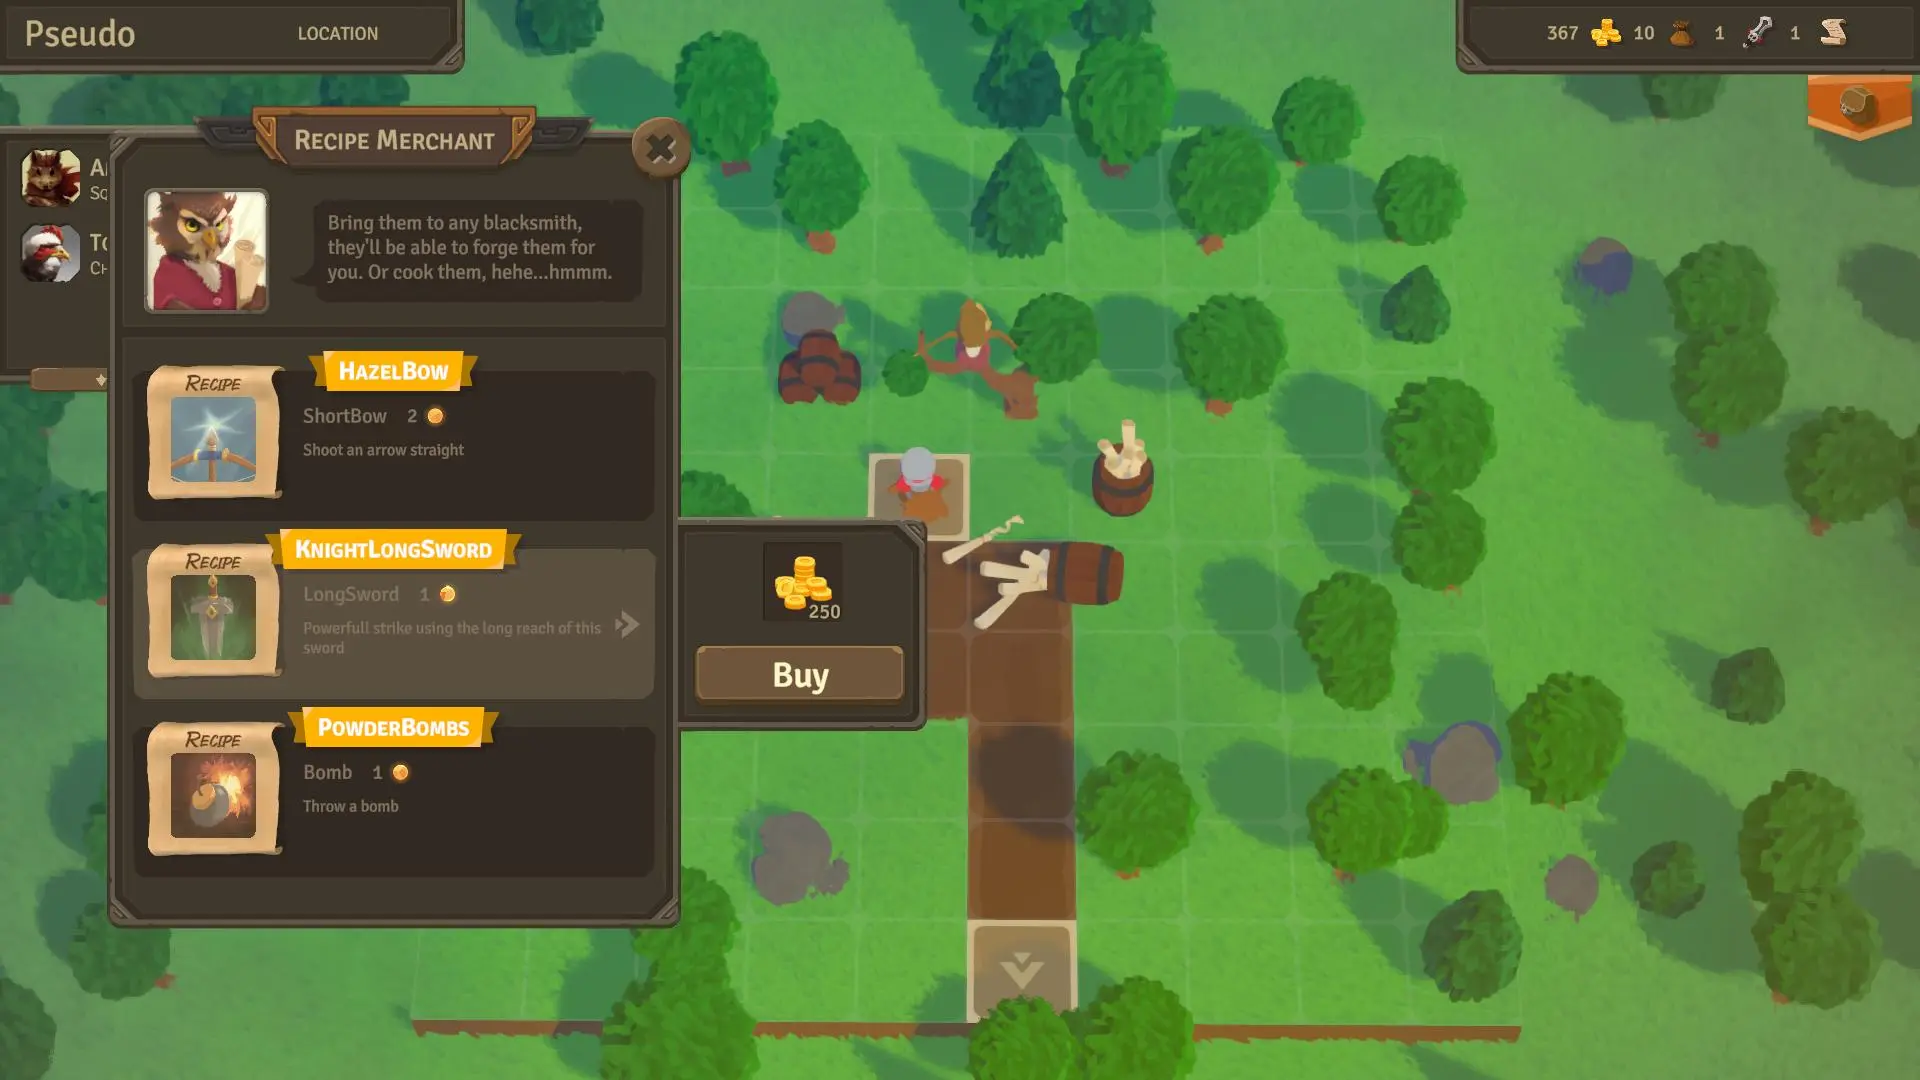 Pseudo
LOCATION
367 10 1 1
RECIPE MERCHANT
Bring them to any blacksmith,
they'll be able to forge them for
you. Or cook them, hehe...hmmm.
RECIPE
HAZELBOW
ShortBow 2
Shoot an arrow straight
RECIPE
KNIGHTLONGSWORD
LongSword 1
Powerfull strike using the long reach of this
sword
250
Buy
RECIPE
POWDERBOMBS
Bomb 1
Throw a bomb